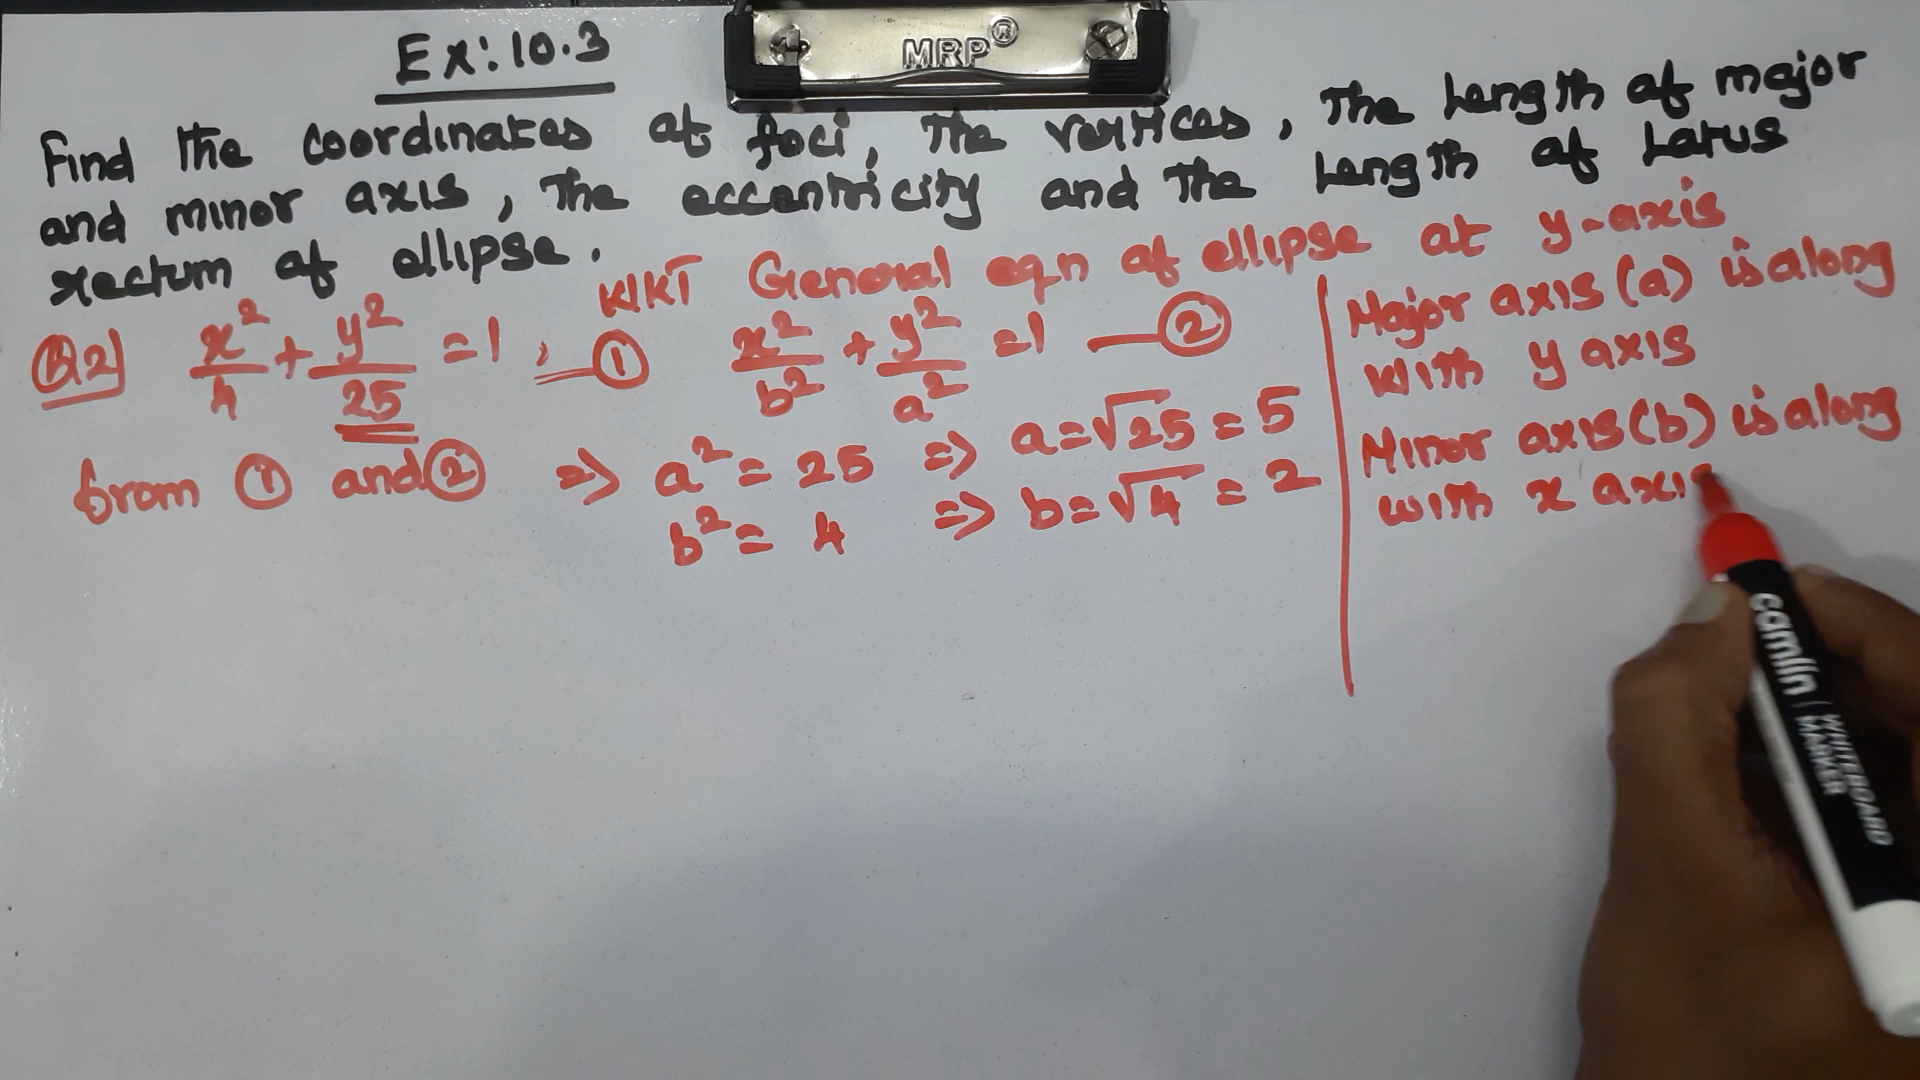 MRP®
Ex: 10.3
Find the coordinates of foci, the vertices, the length of major
and minor axis, the eccentricity and the length of latus
rectum of ellipse.
WKT General eqn of ellipse at y-axis
Q2] x²/4 + y²/25 = 1, — ① x²/b² + y²/a² = 1 — ②
from ① and ② => a² = 25 => a = √25 = 5
b² = 4 => b = √4 = 2
Major axis (a) is along
with y axis
Minor axis (b) is along
with x axis
camlin
WHITEBOARD
MARKER